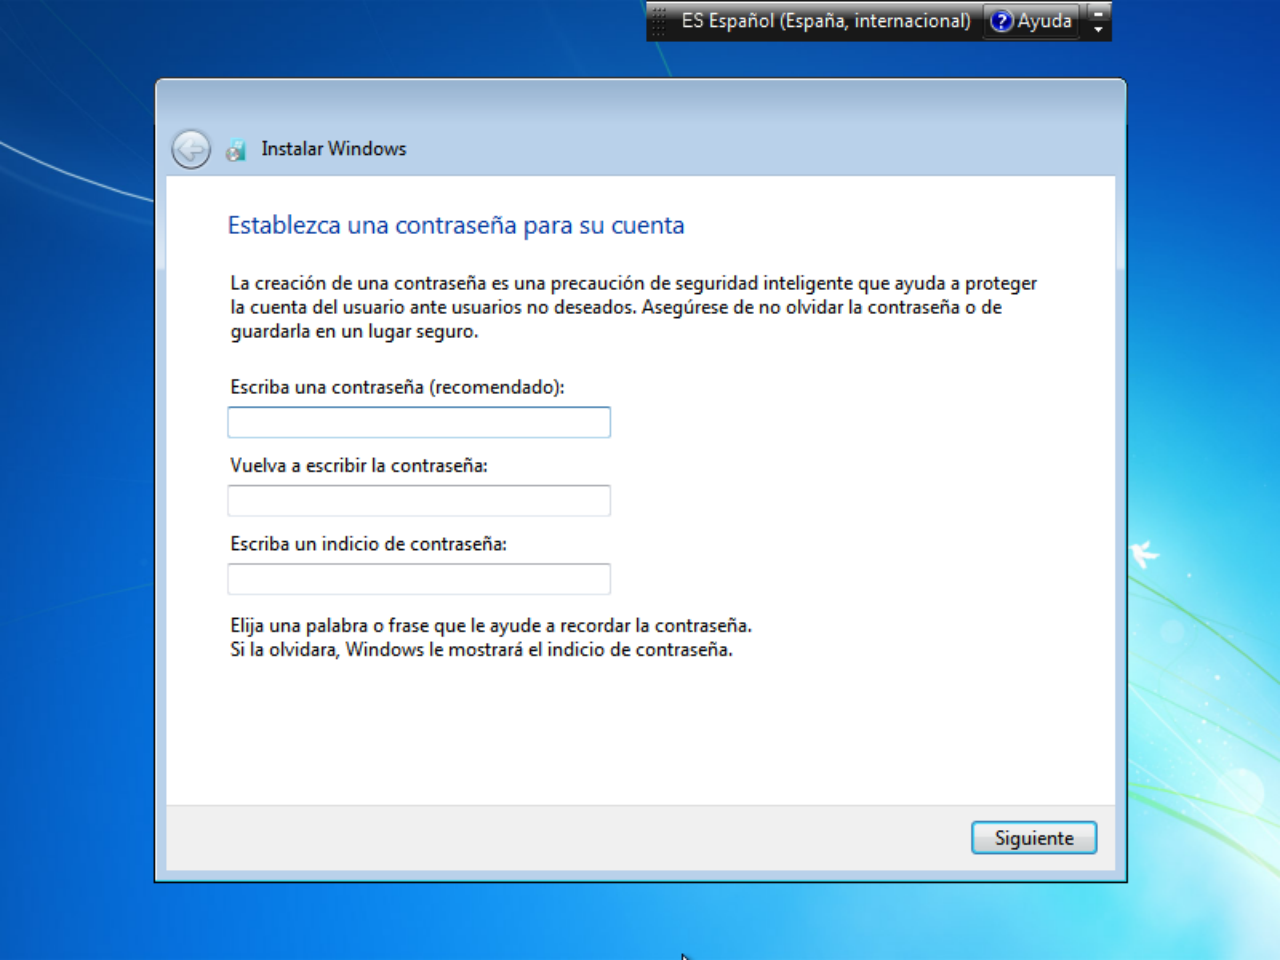 ES Español (España, internacional) ? Ayuda
Instalar Windows
Establezca una contraseña para su cuenta
La creación de una contraseña es una precaución de seguridad inteligente que ayuda a proteger
la cuenta del usuario ante usuarios no deseados. Asegúrese de no olvidar la contraseña o de
guardarla en un lugar seguro.
Escriba una contraseña (recomendado):
Vuelva a escribir la contraseña:
Escriba un indicio de contraseña:
Elija una palabra o frase que le ayude a recordar la contraseña.
Si la olvidara, Windows le mostrará el indicio de contraseña.
Siguiente